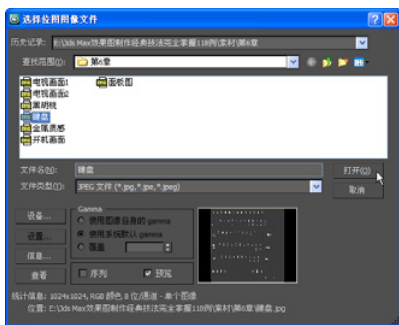 选择位图图像文件
历史记录: E:\3ds Max效果图制作经典技法完全掌握118例\素材\第6章
查找范围(I): 第6章
电视画面1 面板图
电视画面2
黑胡桃
键盘
金属质感
开机画面
文件名(N): 键盘 打开(O)
文件类型(T): JPEG 文件 (*.jpg,*.jpe,*.jpeg) 取消
Gamma
设备... 使用图像自身的 gamma
设置... 使用系统默认 gamma
信息... 覆盖
查看 序列 预览
统计信息: 1024x1024, RGB 颜色 8 位/通道 - 单个图像
位置: E:\3ds Max效果图制作经典技法完全掌握118例\素材\第6章\键盘.jpg